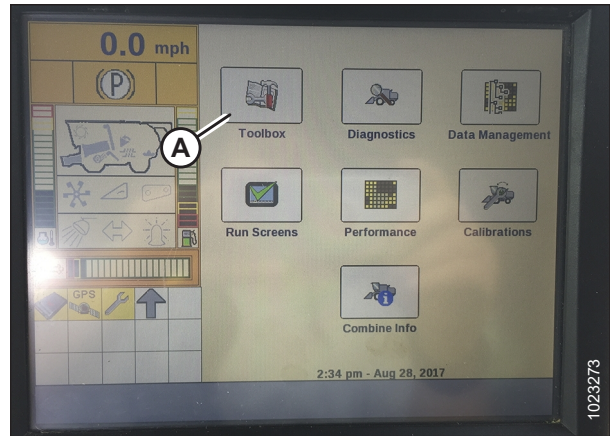 0.0 mph
(P)
A
Toolbox
Diagnostics
Data Management
Run Screens
Performance
Calibrations
GPS
i
Combine Info
2:34 pm - Aug 28, 2017
1023273